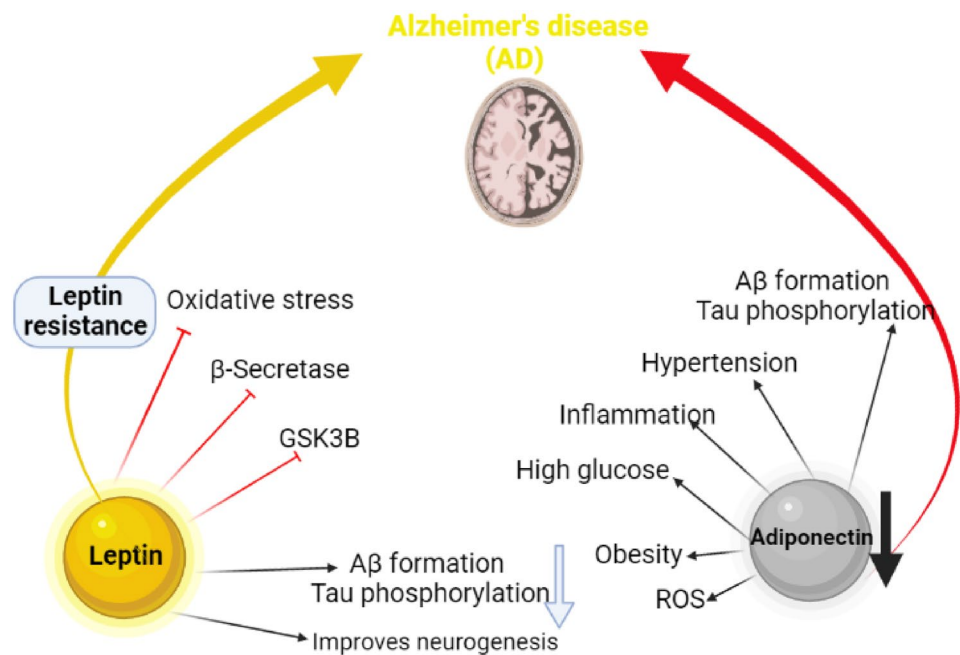 Alzheimer's disease
(AD)
Leptin
resistance
Oxidative stress
β-Secretase
GSK3B
Leptin
Aβ formation
Tau phosphorylation
Improves neurogenesis
Aβ formation
Tau phosphorylation
Hypertension
Inflammation
High glucose
Obesity
ROS
Adiponectin